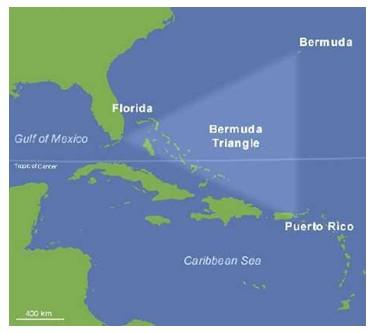 Bermuda
Florida
Gulf of Mexico
Bermuda
Triangle
Tropic of Cancer
Puerto Rico
Caribbean Sea
400 km